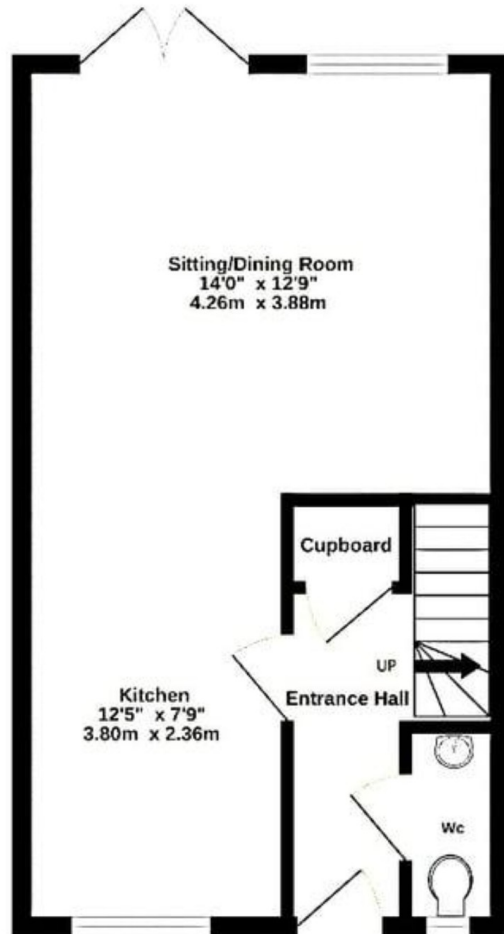 Sitting/Dining Room
14'0" x 12'9"
4.26m x 3.88m
Cupboard
UP
Entrance Hall
Kitchen
12'5" x 7'9"
3.80m x 2.36m
Wc